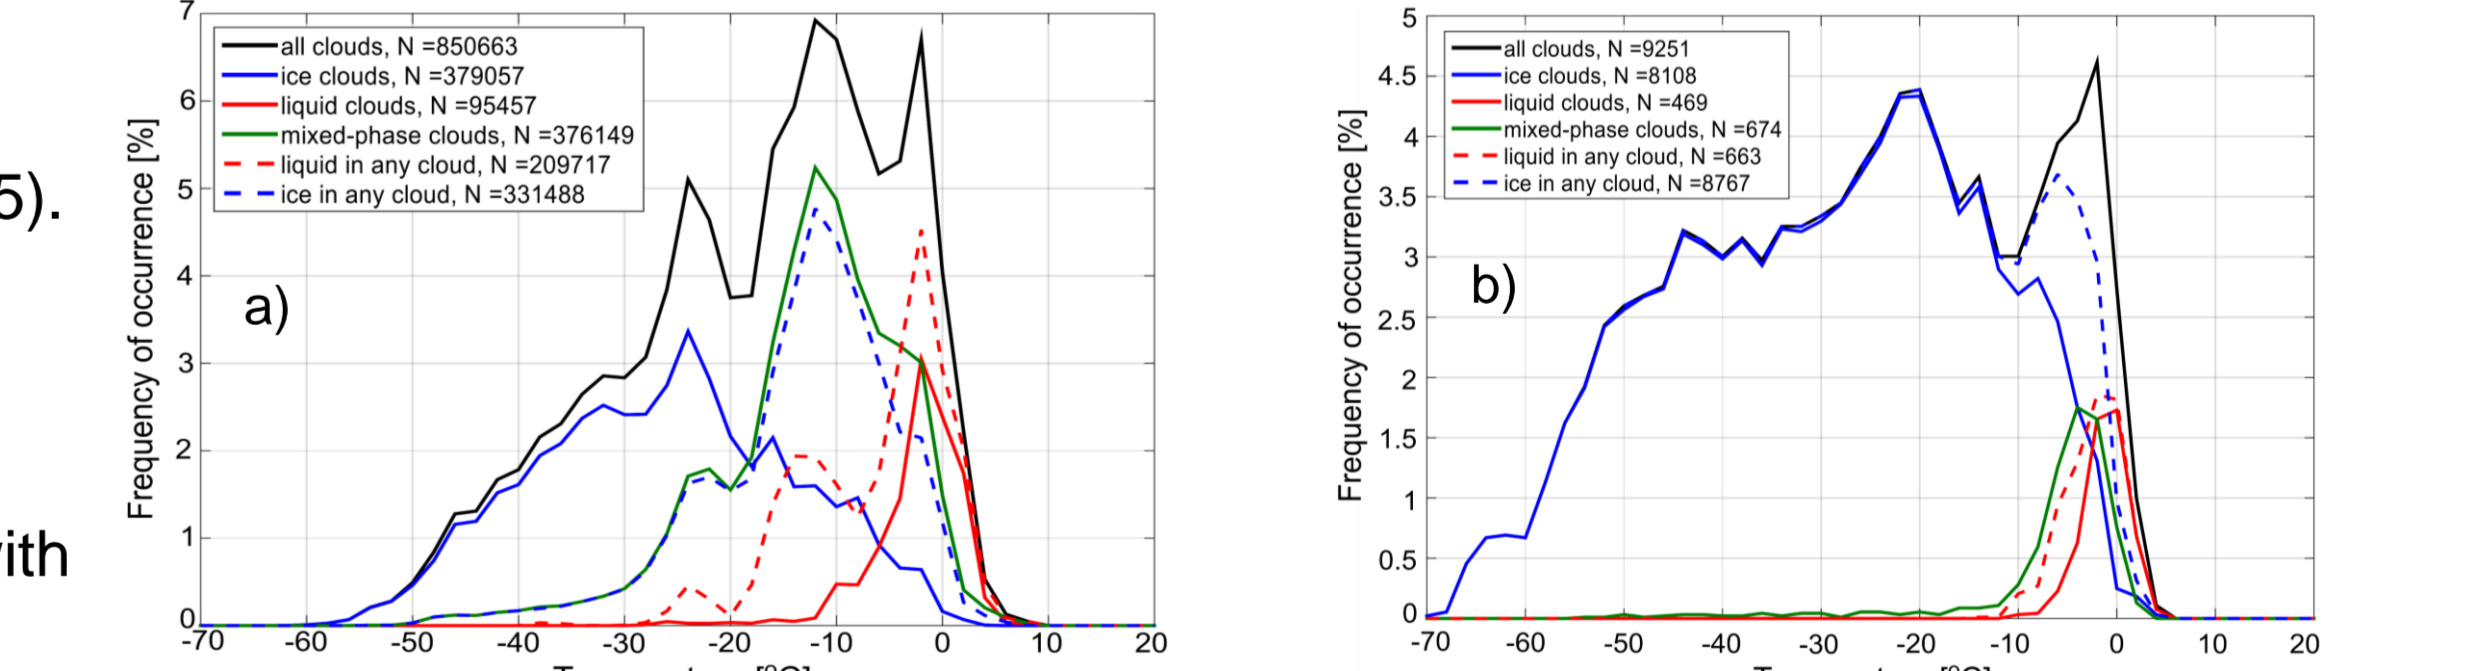 5).
with
7
6
5
4
3
2
1
0
Frequency of occurrence [%]
all clouds, N =850663
ice clouds, N =379057
liquid clouds, N =95457
mixed-phase clouds, N =376149
liquid in any cloud, N =209717
ice in any cloud, N =331488
a)
-70 -60 -50 -40 -30 -20 -10 0 10 20
5
4.5
4
3.5
3
2.5
2
1.5
1
0.5
0
Frequency of occurrence [%]
all clouds, N =9251
ice clouds, N =8108
liquid clouds, N =469
mixed-phase clouds, N =674
liquid in any cloud, N =663
ice in any cloud, N =8767
b)
-70 -60 -50 -40 -30 -20 -10 0 10 20